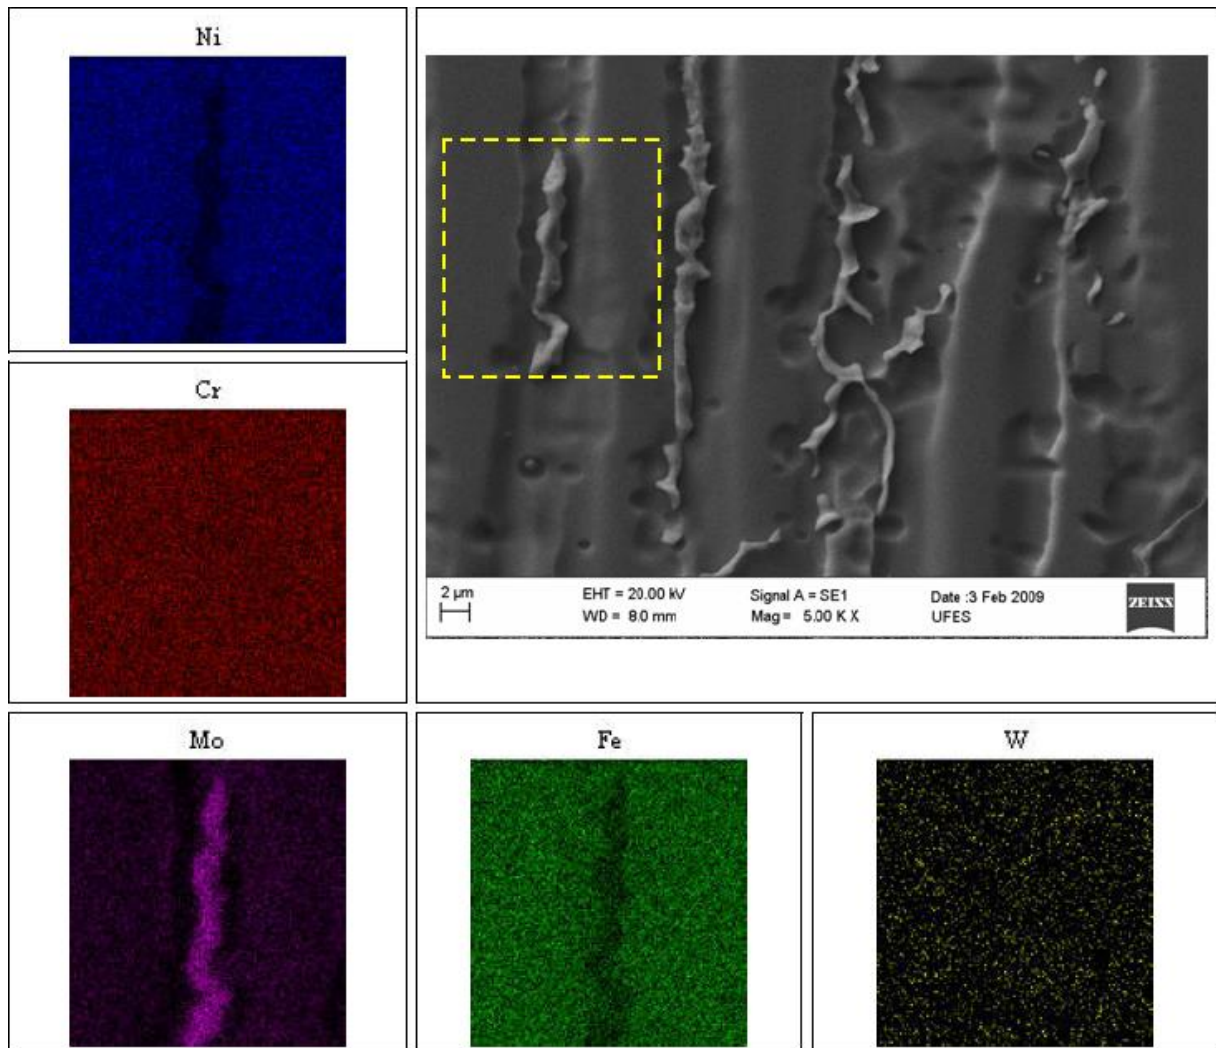 Ni
Cr
2 µm
EHT = 20.00 kV
Signal A = SE1
Date :3 Feb 2009
WD = 8.0 mm
Mag = 5.00 K X
UFES
ZEISS
Mo
Fe
W